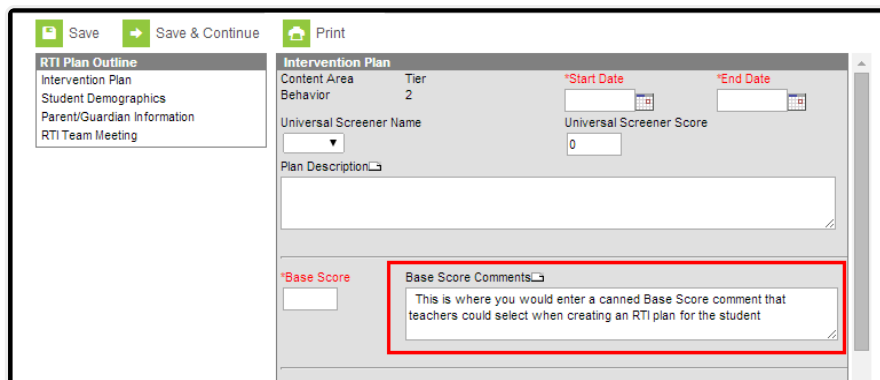 Save Save & Continue Print
RTI Plan Outline
Intervention Plan
Student Demographics
Parent/Guardian Information
RTI Team Meeting
Intervention Plan
Content Area Tier *Start Date *End Date
Behavior 2
Universal Screener Name Universal Screener Score
0
Plan Description
*Base Score Base Score Comments
This is where you would enter a canned Base Score comment that
teachers could select when creating an RTI plan for the student